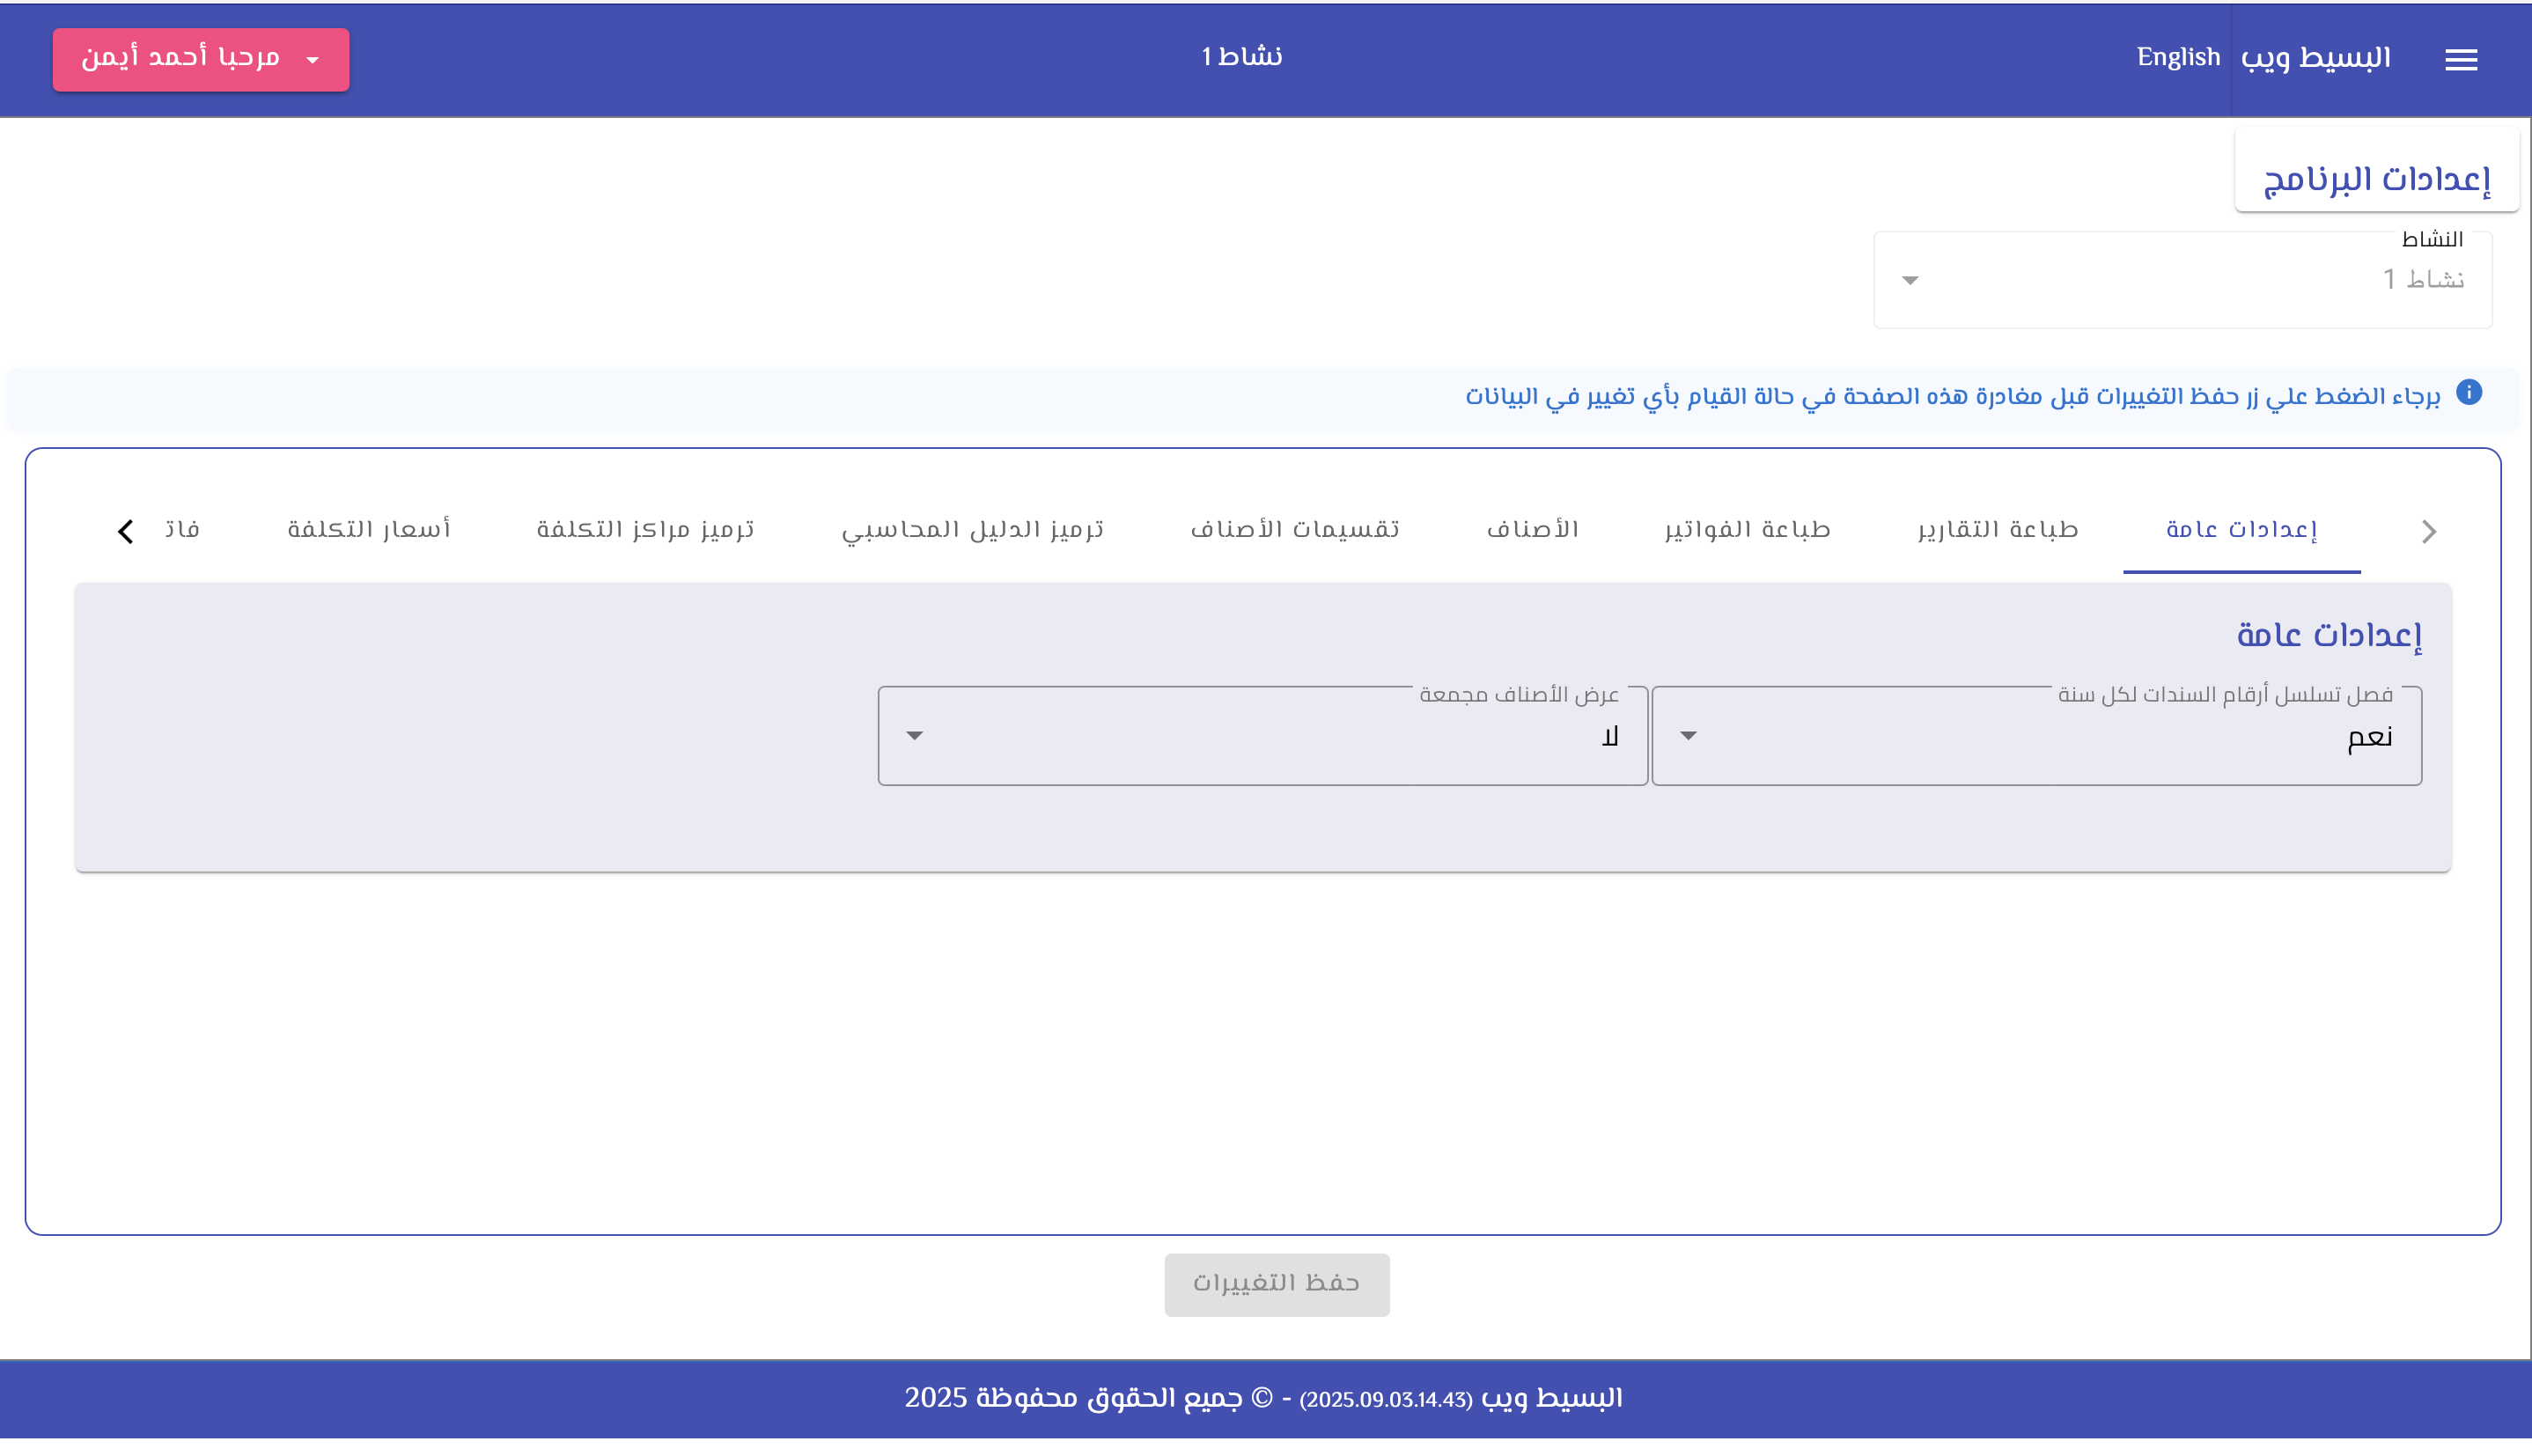 البسيط ويب
English
نشاط 1
مرحبا أحمد أيمن
إعدادات البرنامج
النشاط
نشاط 1
برجاء الضغط علي زر حفظ التغييرات قبل مغادرة هذه الصفحة في حالة القيام بأي تغيير في البيانات
إعدادات عامة
طباعة التقارير
طباعة الفواتير
الأصناف
تقسيمات الأصناف
ترميز الدليل المحاسبي
ترميز مراكز التكلفة
أسعار التكلفة
فات
إعدادات عامة
فصل تسلسل أرقام السندات لكل سنة
نعم
عرض الأصناف مجمعة
لا
حفظ التغييرات
البسيط ويب (2025.09.03.14.43) - © جميع الحقوق محفوظة 2025